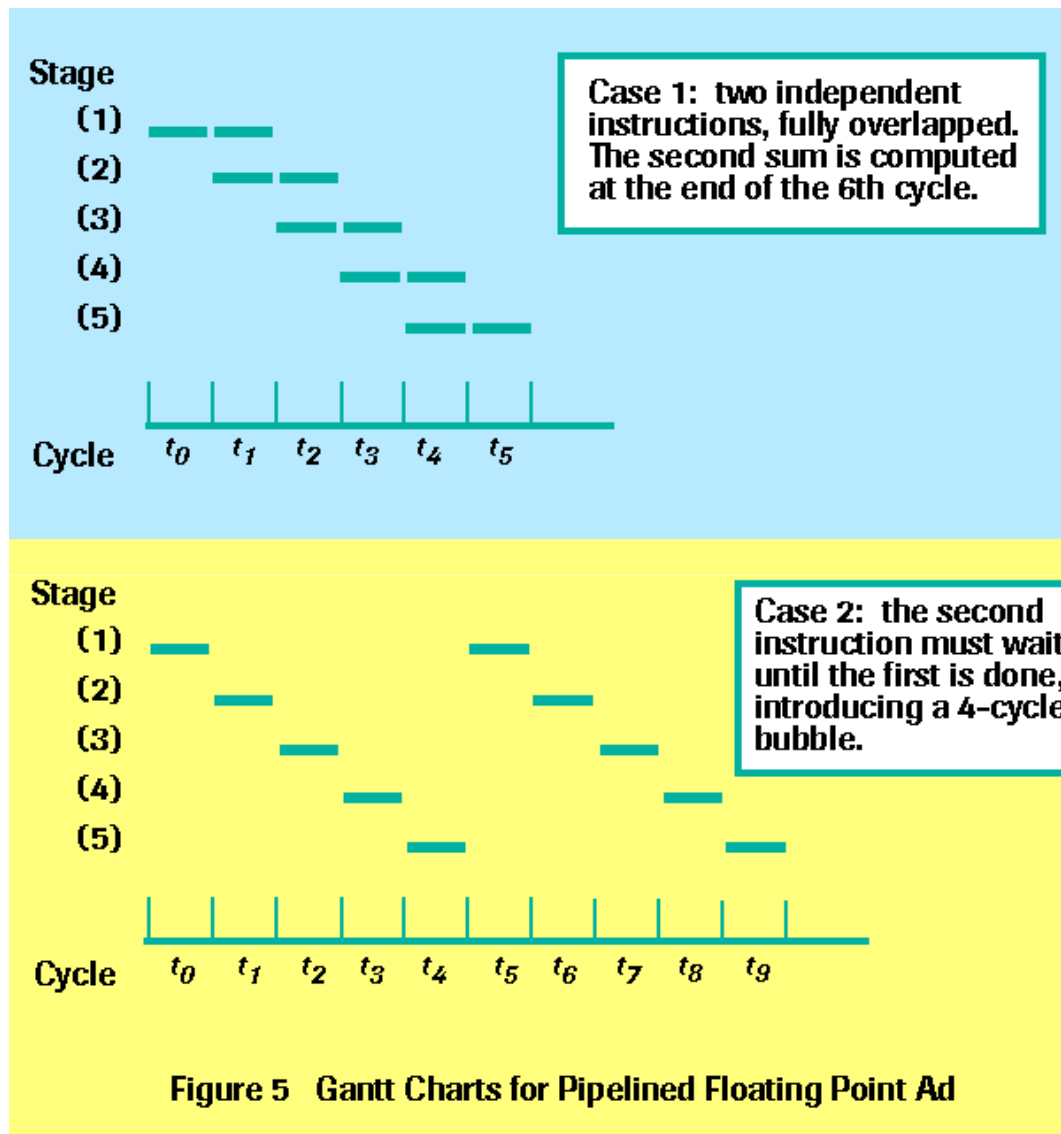 Stage
(1)
(2)
(3)
(4)
(5)
Case 1: two independent
instructions, fully overlapped.
The second sum is computed
at the end of the 6th cycle.
Cycle t0 t1 t2 t3 t4 t5
Stage
(1)
(2)
(3)
(4)
(5)
Case 2: the second
instruction must wait
until the first is done,
introducing a 4-cycle
bubble.
Cycle t0 t1 t2 t3 t4 t5 t6 t7 t8 t9
Figure 5 Gantt Charts for Pipelined Floating Point Ad